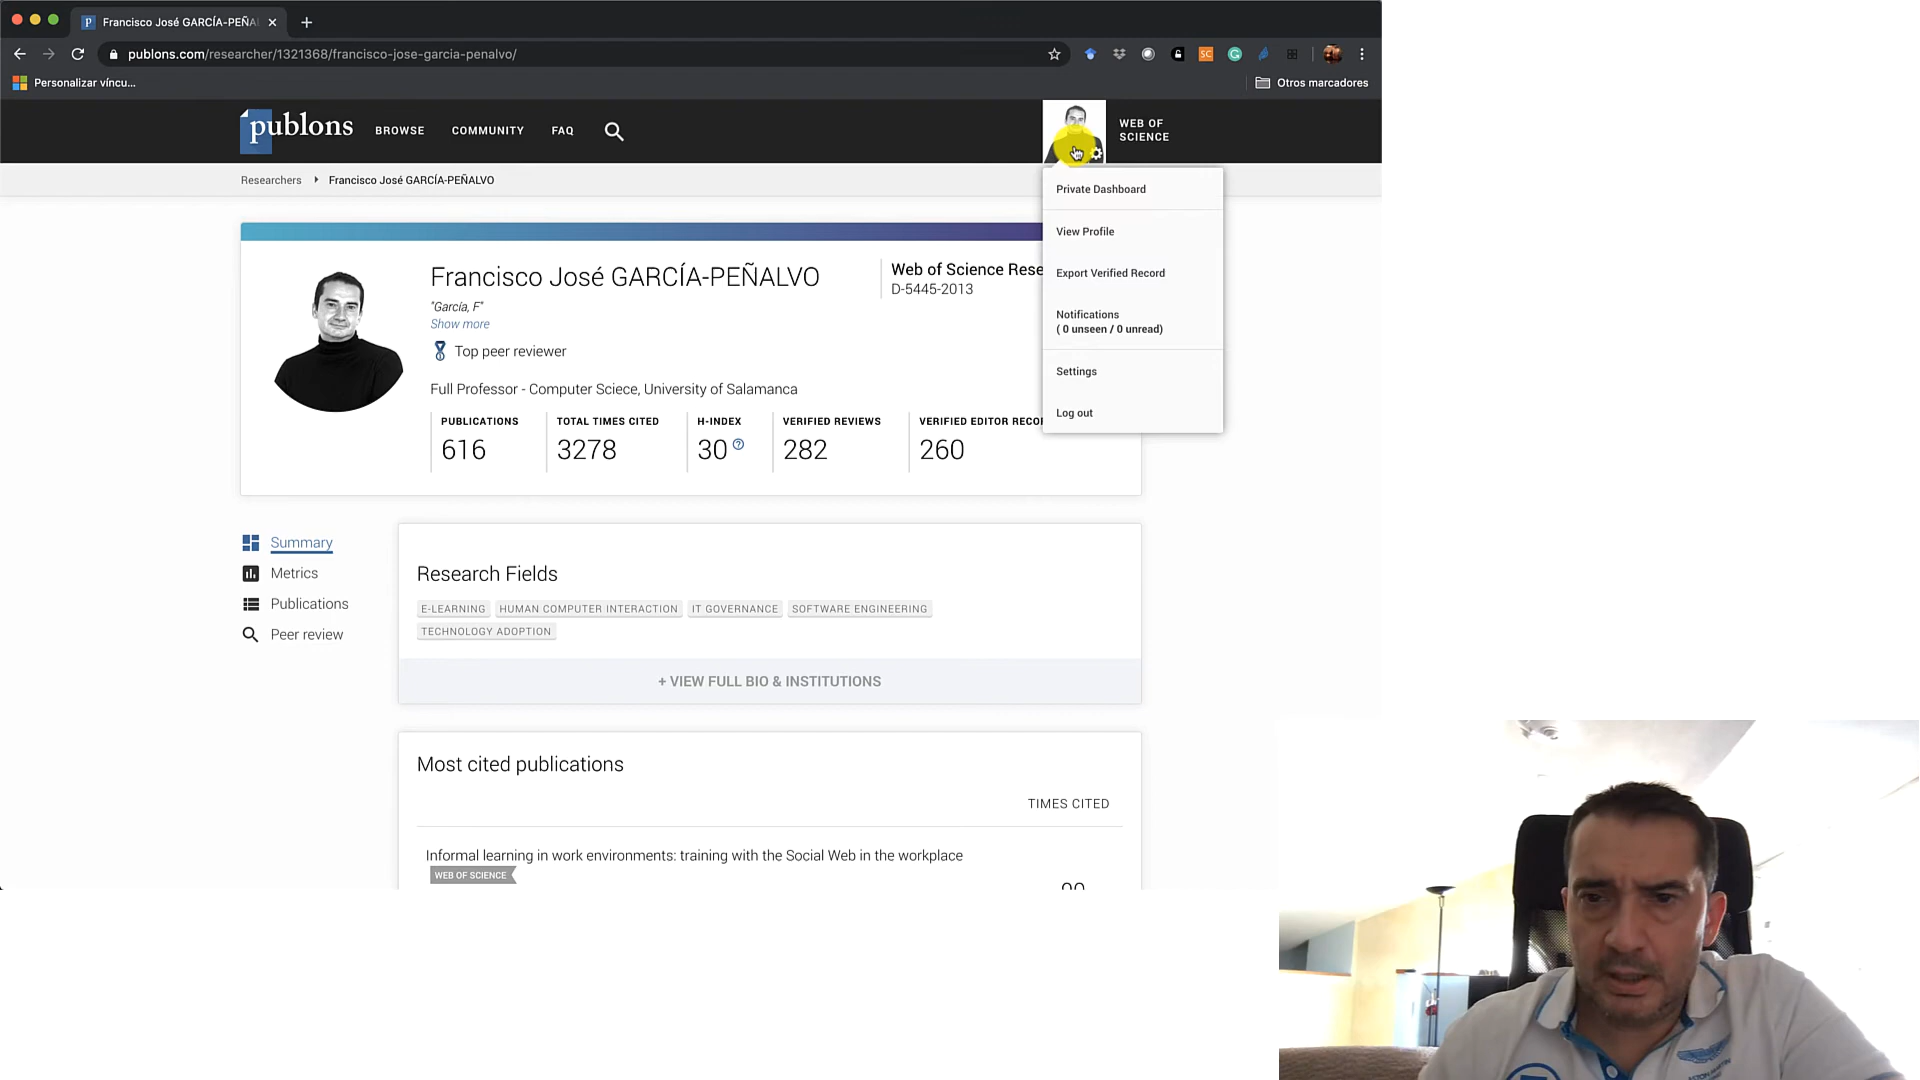 Francisco José GARCÍA-PEÑA
publons.com/researcher/1321368/francisco-jose-garcia-penalvo/
Personalizar víncu...
Otros marcadores
publons
BROWSE
COMMUNITY
FAQ
WEB OF
SCIENCE
Researchers
Francisco José GARCÍA-PEÑALVO
Private Dashboard
View Profile
Export Verified Record
Notifications
( 0 unseen / 0 unread)
Settings
Log out
Francisco José GARCÍA-PEÑALVO
"García, F"
Show more
Top peer reviewer
Web of Science Rese
D-5445-2013
Full Professor - Computer Sciece, University of Salamanca
PUBLICATIONS
616
TOTAL TIMES CITED
3278
H-INDEX
30
VERIFIED REVIEWS
282
VERIFIED EDITOR RECO
260
Summary
Metrics
Publications
Peer review
Research Fields
E-LEARNING HUMAN COMPUTER INTERACTION IT GOVERNANCE SOFTWARE ENGINEERING
TECHNOLOGY ADOPTION
+ VIEW FULL BIO & INSTITUTIONS
Most cited publications
TIMES CITED
Informal learning in work environments: training with the Social Web in the workplace
WEB OF SCIENCE
ASTON MARTIN